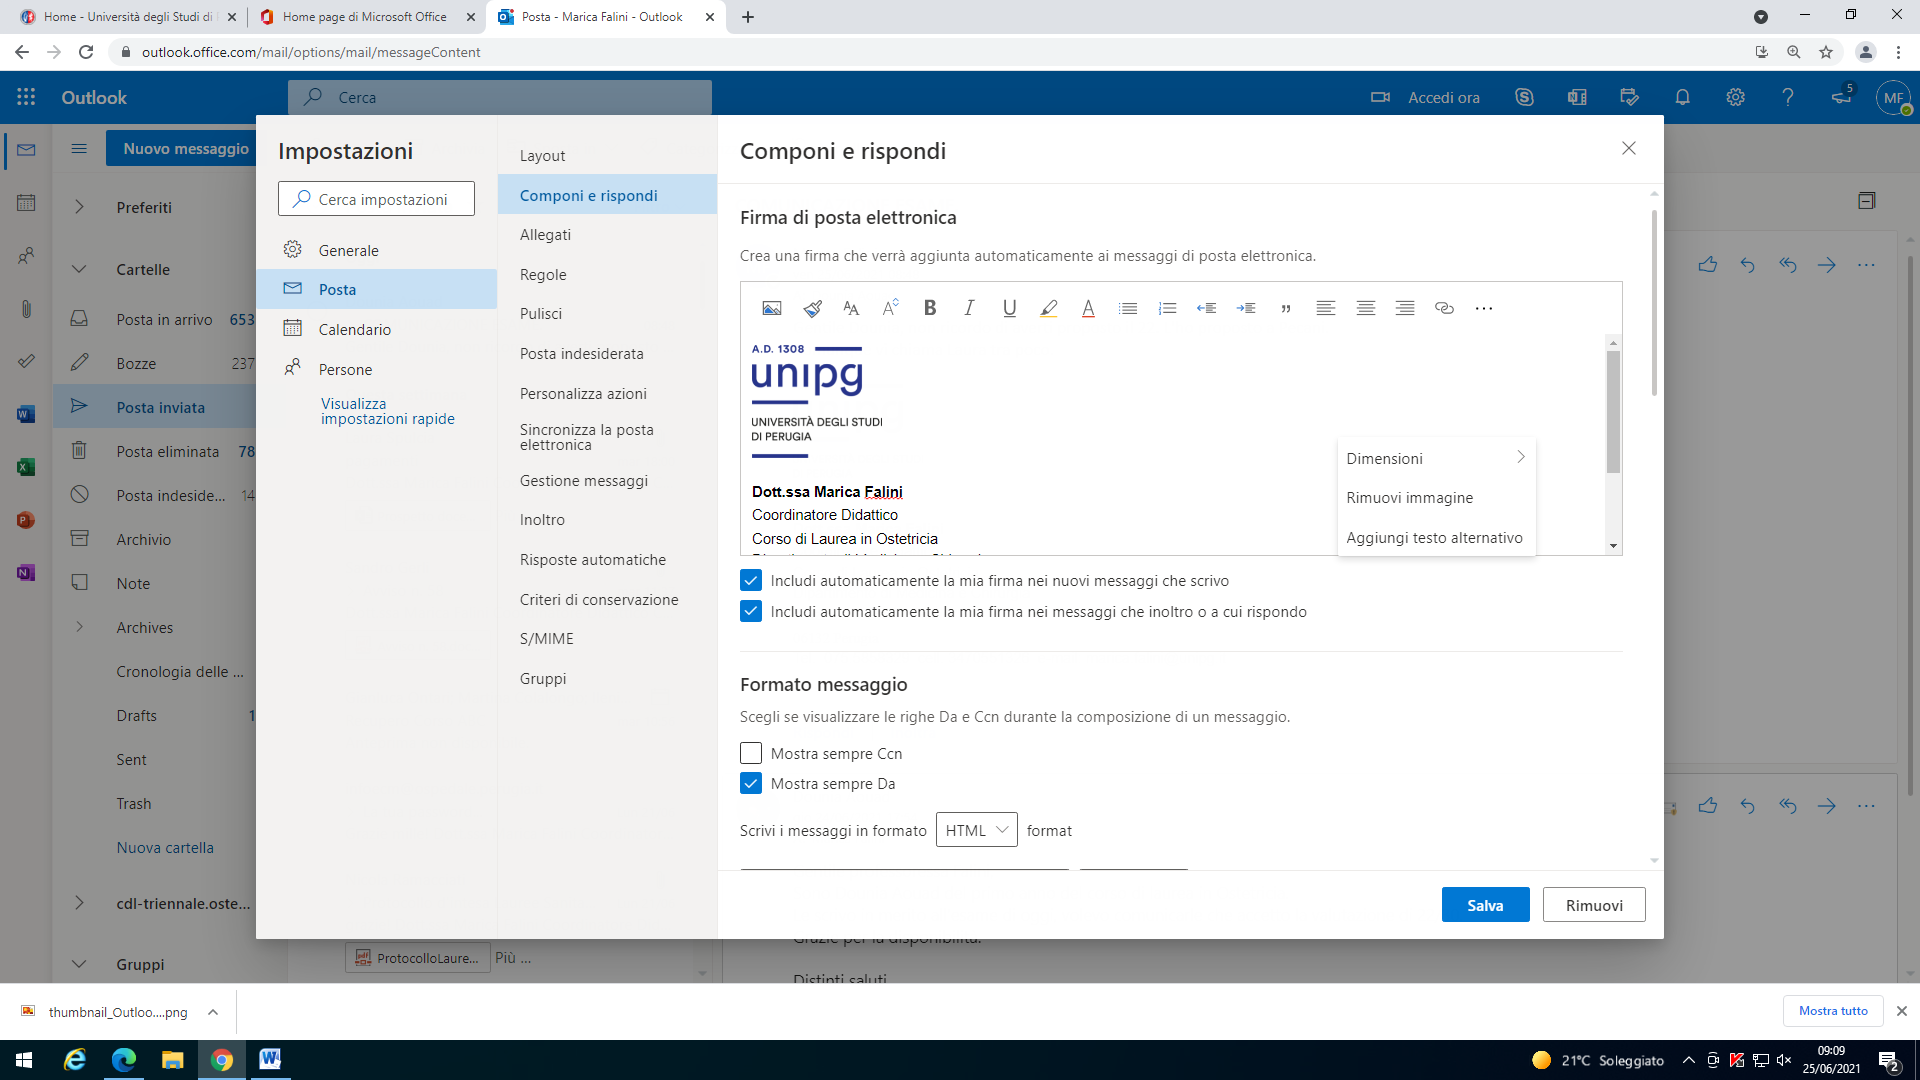 Home - Università degli Studi di
Home page di Microsoft Office
Posta - Marica Falini - Outlook
outlook.office.com/mail/options/mail/messageContent
Outlook
Cerca
Accedi ora
5
MF
Nuovo messaggio
Preferiti
Cartelle
Posta in arrivo 653
Bozze 237
Posta inviata
Posta eliminata 78
Posta indeside... 14
Archivio
Note
Archives
Cronologia delle ...
Drafts 1
Sent
Trash
Nuova cartella
cdl-triennale.oste...
Gruppi
Impostazioni
Cerca impostazioni
Generale
Posta
Calendario
Persone
Visualizza
impostazioni rapide
Layout
Componi e rispondi
Allegati
Regole
Pulisci
Posta indesiderata
Personalizza azioni
Sincronizza la posta
elettronica
Gestione messaggi
Inoltro
Risposte automatiche
Criteri di conservazione
S/MIME
Gruppi
Componi e rispondi
Firma di posta elettronica
Crea una firma che verrà aggiunta automaticamente ai messaggi di posta elettronica.
A.D. 1308
unipg
UNIVERSITÀ DEGLI STUDI
DI PERUGIA
Dott.ssa Marica Falini
Coordinatore Didattico
Corso di Laurea in Ostetricia
Dimensioni
Rimuovi immagine
Aggiungi testo alternativo
Includi automaticamente la mia firma nei nuovi messaggi che scrivo
Includi automaticamente la mia firma nei messaggi che inoltro o a cui rispondo
Formato messaggio
Scegli se visualizzare le righe Da e Ccn durante la composizione di un messaggio.
Mostra sempre Ccn
Mostra sempre Da
Scrivi i messaggi in formato HTML format
Salva
Rimuovi
Grazie per la disponibilità.
ProtocolloLaure...
Più ...
Distinti saluti
thumbnail_Outloo....png
Mostra tutto
21°C Soleggiato
09:09
25/06/2021
2